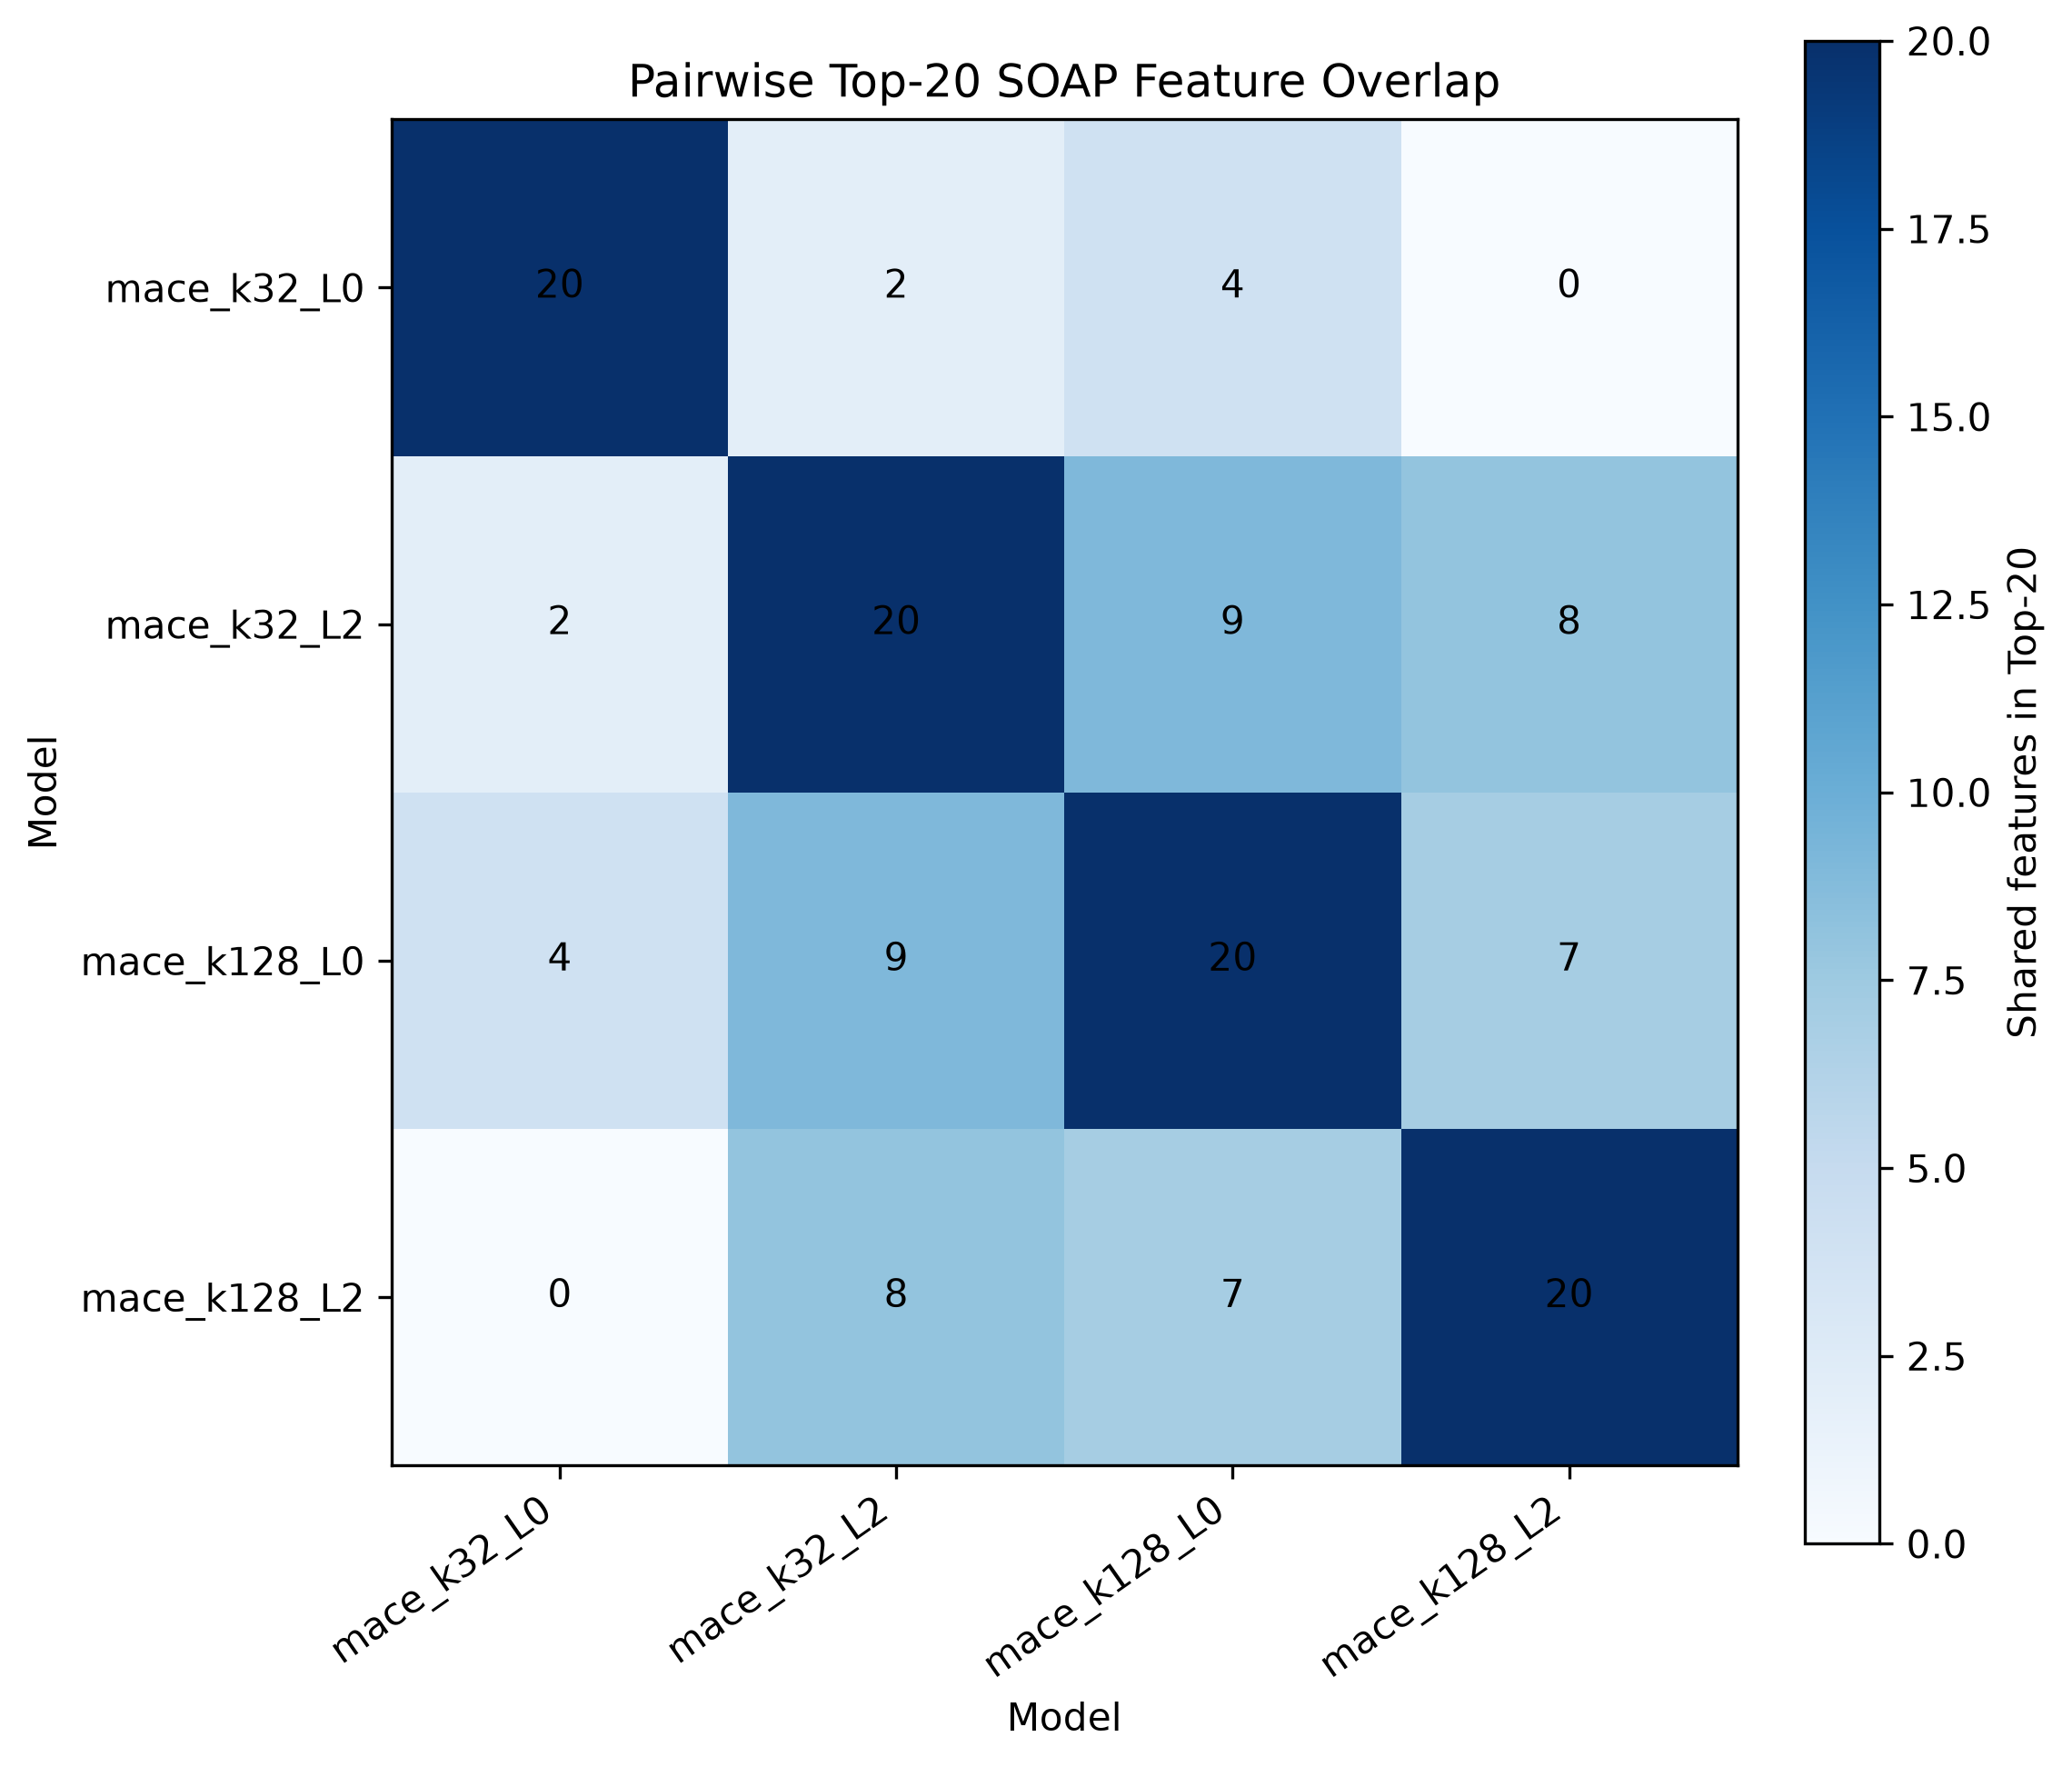 Pairwise Top-20 SOAP Feature Overlap
20.0
17.5
15.0
12.5
10.0
7.5
5.0
2.5
0.0
Shared features in Top-20
Model
mace_k32_L0
20 2 4 0
mace_k32_L2
2 20 9 8
mace_k128_L0
4 9 20 7
mace_k128_L2
0 8 7 20
mace_k32_L0
mace_k32_L2
mace_k128_L0
mace_k128_L2
Model